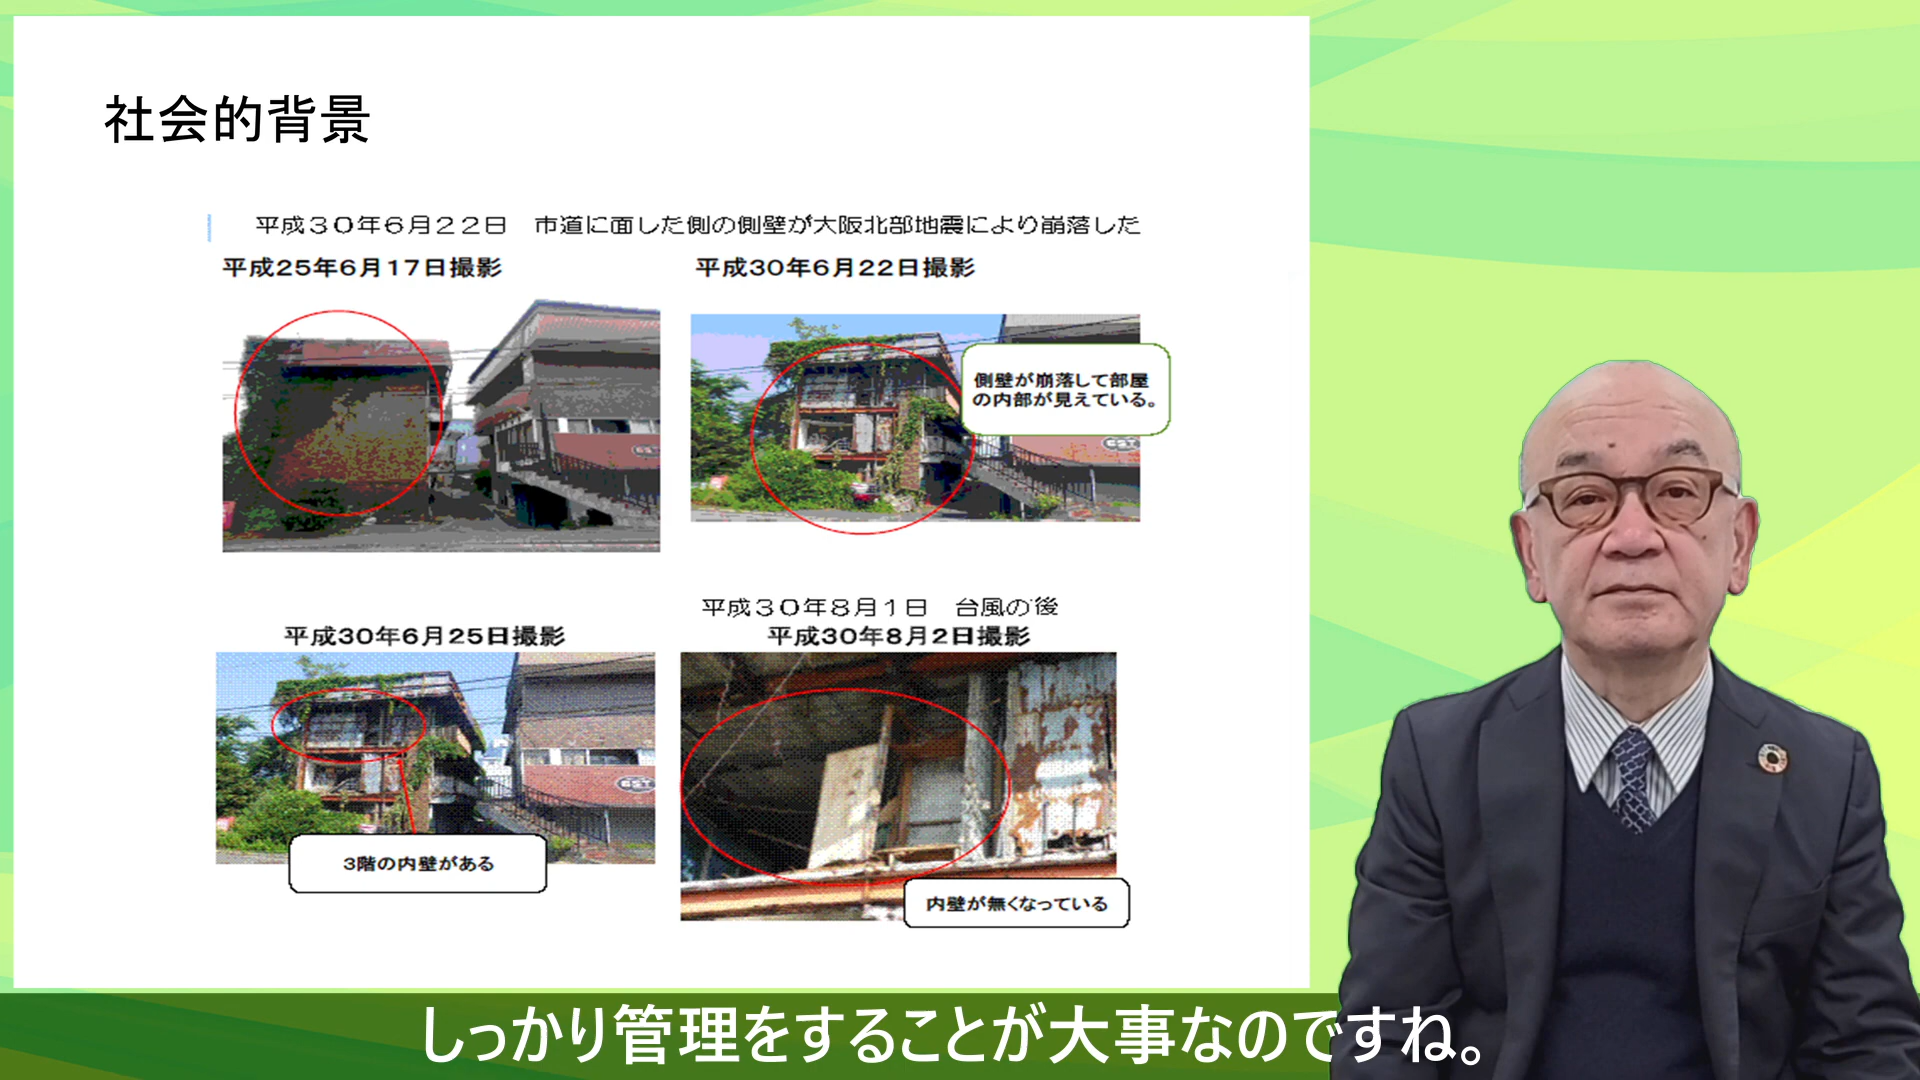 社会的背景
平成３０年６月２２日　市道に面した側の側壁が大阪北部地震により崩落した
平成25年6月17日撮影
平成30年6月22日撮影
側壁が崩落して部屋
の内部が見えている。
平成３０年８月１日　台風の後
平成30年6月25日撮影
平成30年8月2日撮影
3階の内壁がある
内壁が無くなっている
しっかり管理をすることが大事なのですね。